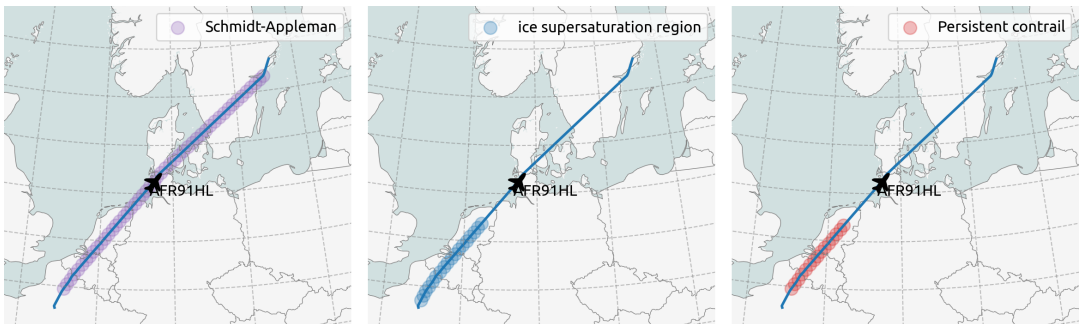 Schmidt-Appleman
AFR91HL
ice supersaturation region
AFR91HL
Persistent contrail
AFR91HL